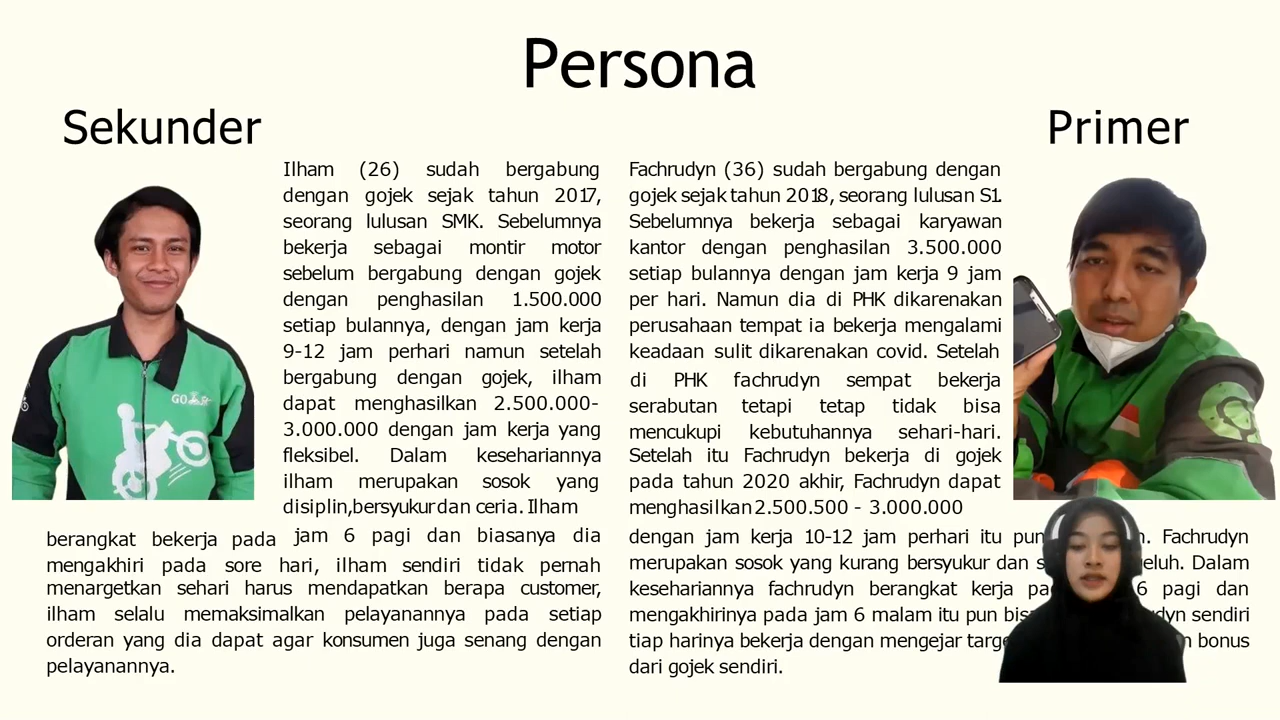 Persona
Sekunder
Ilham (26) sudah bergabung
dengan gojek sejak tahun 2017,
seorang lulusan SMK. Sebelumnya
bekerja sebagai montir motor
sebelum bergabung dengan gojek
dengan penghasilan 1.500.000
setiap bulannya, dengan jam kerja
9-12 jam perhari namun setelah
bergabung dengan gojek, ilham
dapat menghasilkan 2.500.000-
3.000.000 dengan jam kerja yang
fleksibel. Dalam kesehariannya
ilham merupakan sosok yang
disiplin,bersyukur dan ceria. Ilham
berangkat bekerja pada jam 6 pagi dan biasanya dia
mengakhiri pada sore hari, ilham sendiri tidak pernah
menargetkan sehari harus mendapatkan berapa customer,
ilham selalu memaksimalkan pelayanannya pada setiap
orderan yang dia dapat agar konsumen juga senang dengan
pelayanannya.
Primer
Fachrudyn (36) sudah bergabung dengan
gojek sejak tahun 2018, seorang lulusan S1.
Sebelumnya bekerja sebagai karyawan
kantor dengan penghasilan 3.500.000
setiap bulannya dengan jam kerja 9 jam
per hari. Namun dia di PHK dikarenakan
perusahaan tempat ia bekerja mengalami
keadaan sulit dikarenakan covid. Setelah
di PHK fachrudyn sempat bekerja
serabutan tetapi tetap tidak bisa
mencukupi kebutuhannya sehari-hari.
Setelah itu Fachrudyn bekerja di gojek
pada tahun 2020 akhir, Fachrudyn dapat
menghasilkan 2.500.500 - 3.000.000
dengan jam kerja 10-12 jam perhari itu pun Fachrudyn
merupakan sosok yang kurang bersyukur dan Dalam
kesehariannya fachrudyn berangkat kerja 6 pagi dan
mengakhirinya pada jam 6 malam itu pun sendiri
tiap harinya bekerja dengan mengejar bonus
dari gojek sendiri.
GO